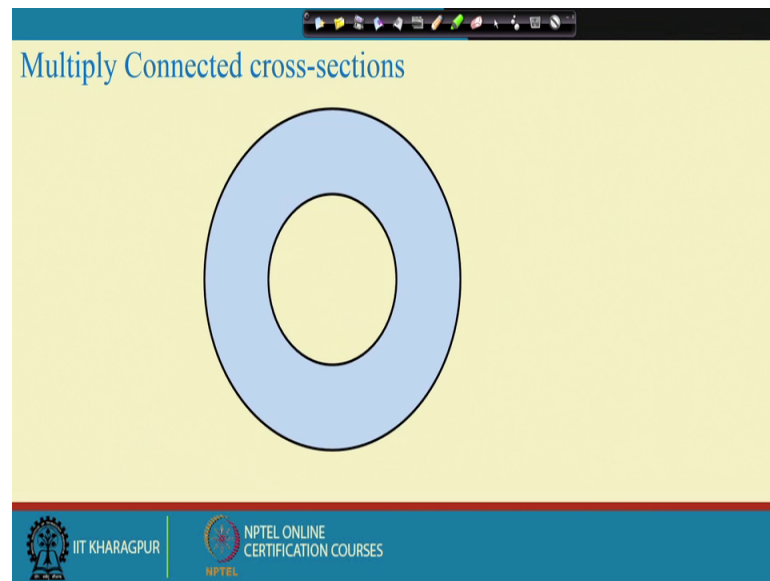 Multiply Connected cross-sections
IIT KHARAGPUR
NPTEL
NPTEL ONLINE
CERTIFICATION COURSES